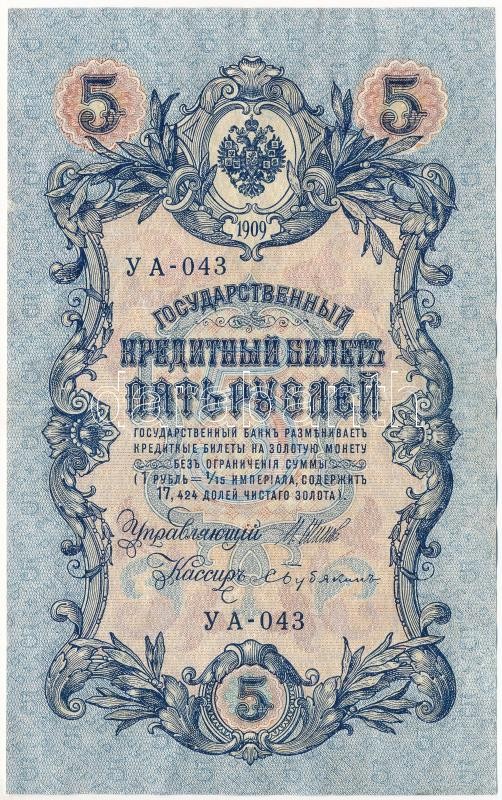 5 5
1909
УА-043
ГОСУДАРСТВЕННЫЙ
КРЕДИТНЫЙ БИЛЕТЪ
ПЯТЬ РУБЛЕЙ
ГОСУДАРСТВЕННЫЙ БАНКЪ РАЗМѢНИВАЕТЪ
КРЕДИТНЫЕ БИЛЕТЫ НА ЗОЛОТУЮ МОНЕТУ
БЕЗЪ ОГРАНИЧЕНІЯ СУММЫ
(1 РУБЛЬ = 1/15 ИМПЕРІАЛА, СОДЕРЖИТЪ
17,424 ДОЛЕЙ ЧИСТАГО ЗОЛОТА).
Управляющій
Кассиръ
УА-043
5